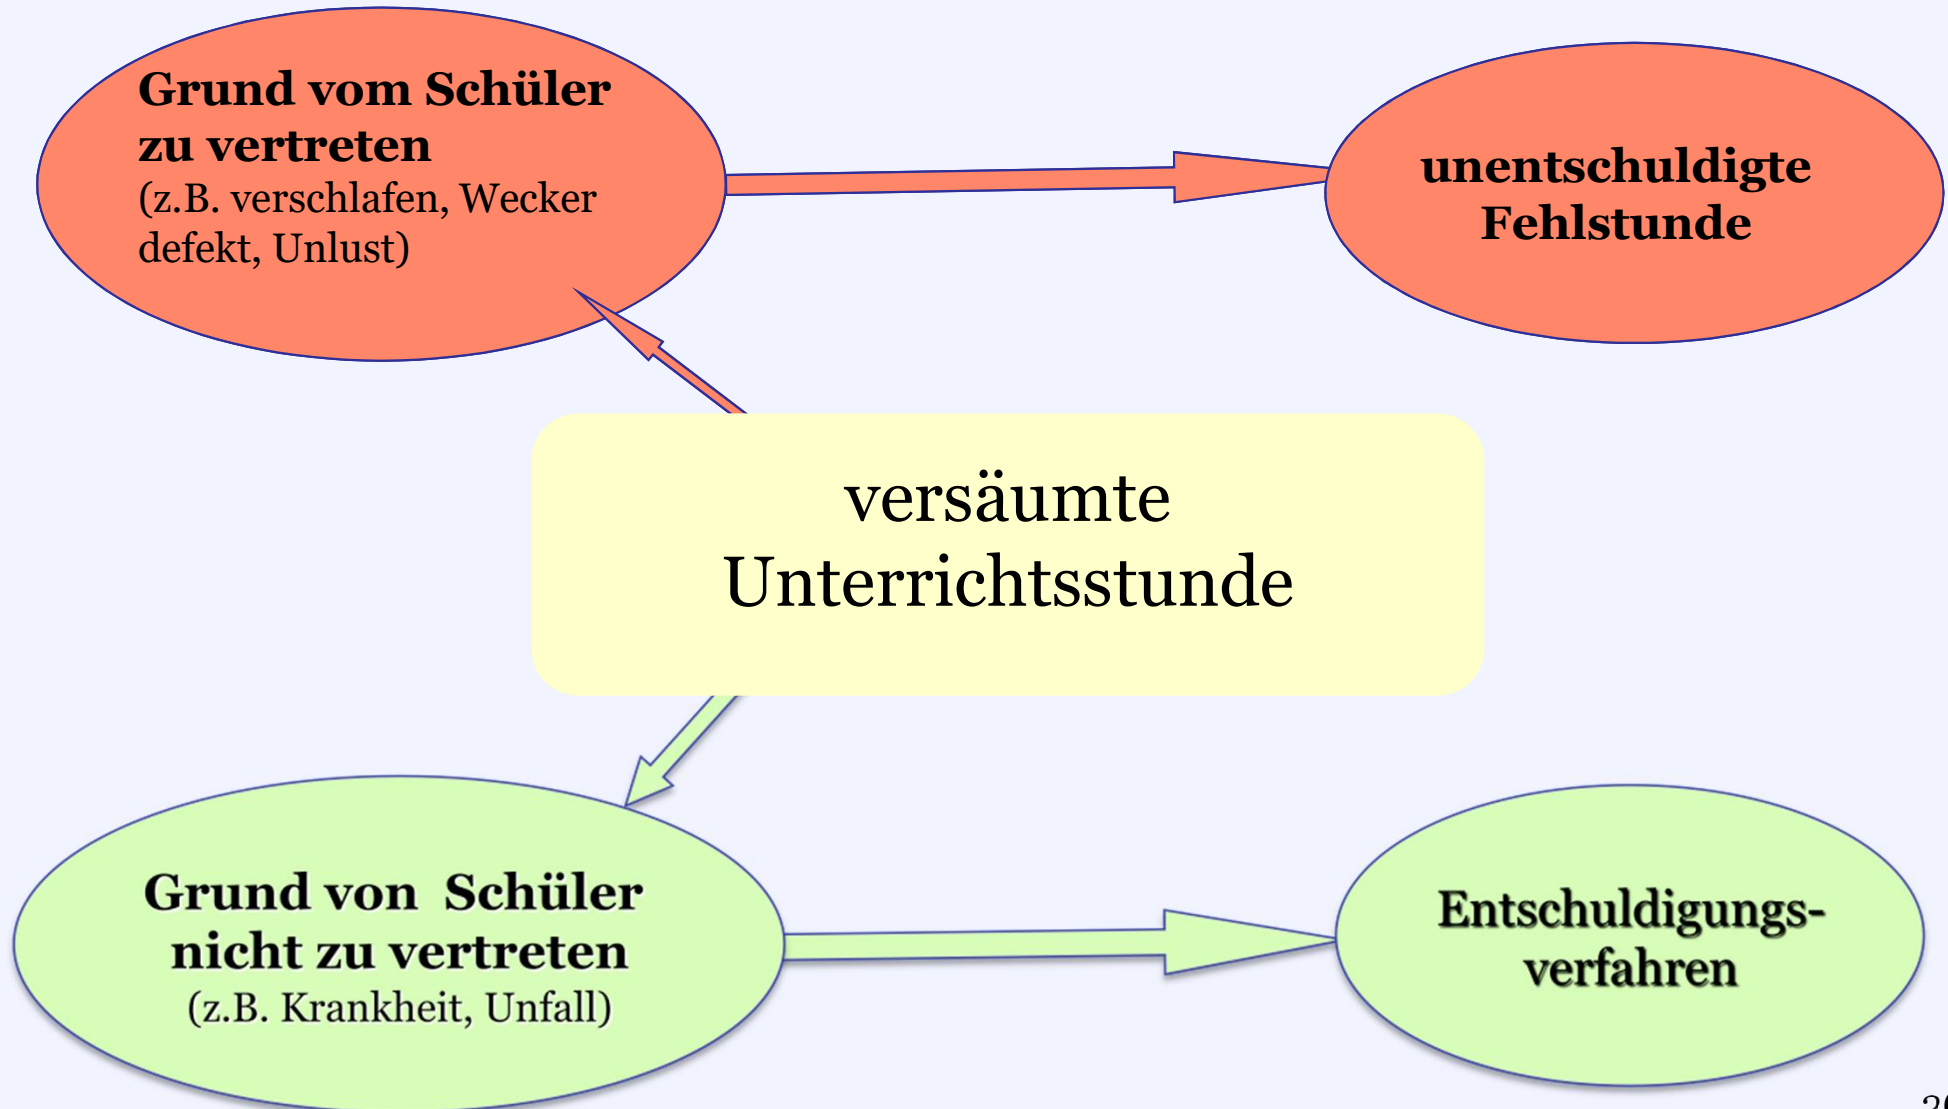 Grund vom Schüler
zu vertreten
(z.B. verschlafen, Wecker
defekt, Unlust)
unentschuldigte
Fehlstunde
versäumte
Unterrichtsstunde
Grund von Schüler
nicht zu vertreten
(z.B. Krankheit, Unfall)
Entschuldigungs-
verfahren